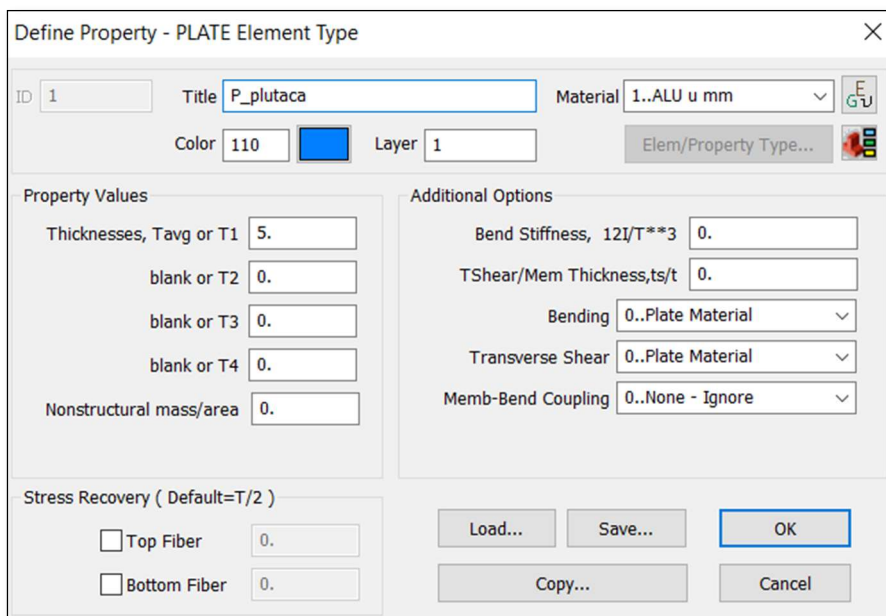 Define Property - PLATE Element Type
ID 1 Title P_plutaca Material 1..ALU u mm E G υ
Color 110 Layer 1 Elem/Property Type...
Property Values
Thicknesses, Tavg or T1 5.
blank or T2 0.
blank or T3 0.
blank or T4 0.
Nonstructural mass/area 0.
Additional Options
Bend Stiffness, 12I/T**3 0.
TShear/Mem Thickness,ts/t 0.
Bending 0..Plate Material
Transverse Shear 0..Plate Material
Memb-Bend Coupling 0..None - Ignore
Stress Recovery ( Default=T/2 )
Top Fiber 0.
Bottom Fiber 0.
Load... Save... OK
Copy... Cancel